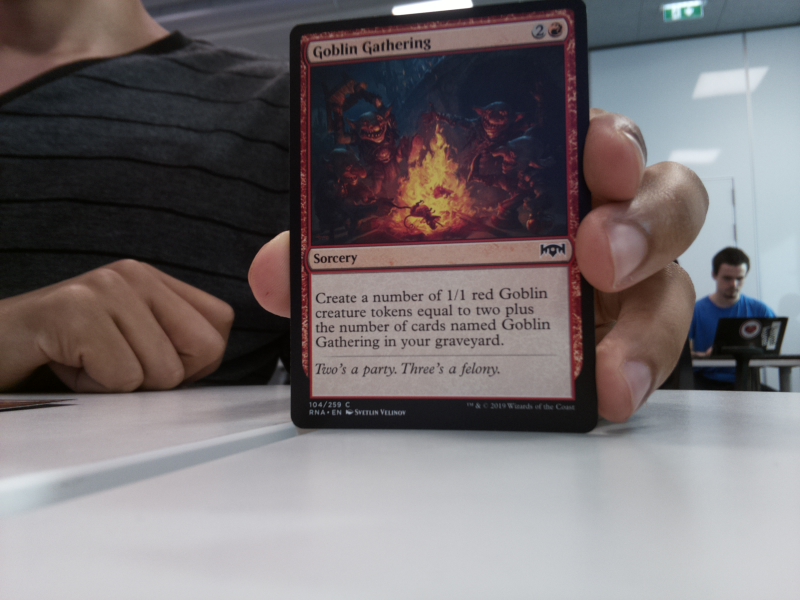 Goblin Gathering 2
Sorcery
Create a number of 1/1 red Goblin
creature tokens equal to two plus
the number of cards named Goblin
Gathering in your graveyard.
Two's a party. Three's a felony.
104/259 C
RNA • EN Svetlin Velinov
™ & © 2019 Wizards of the Coast